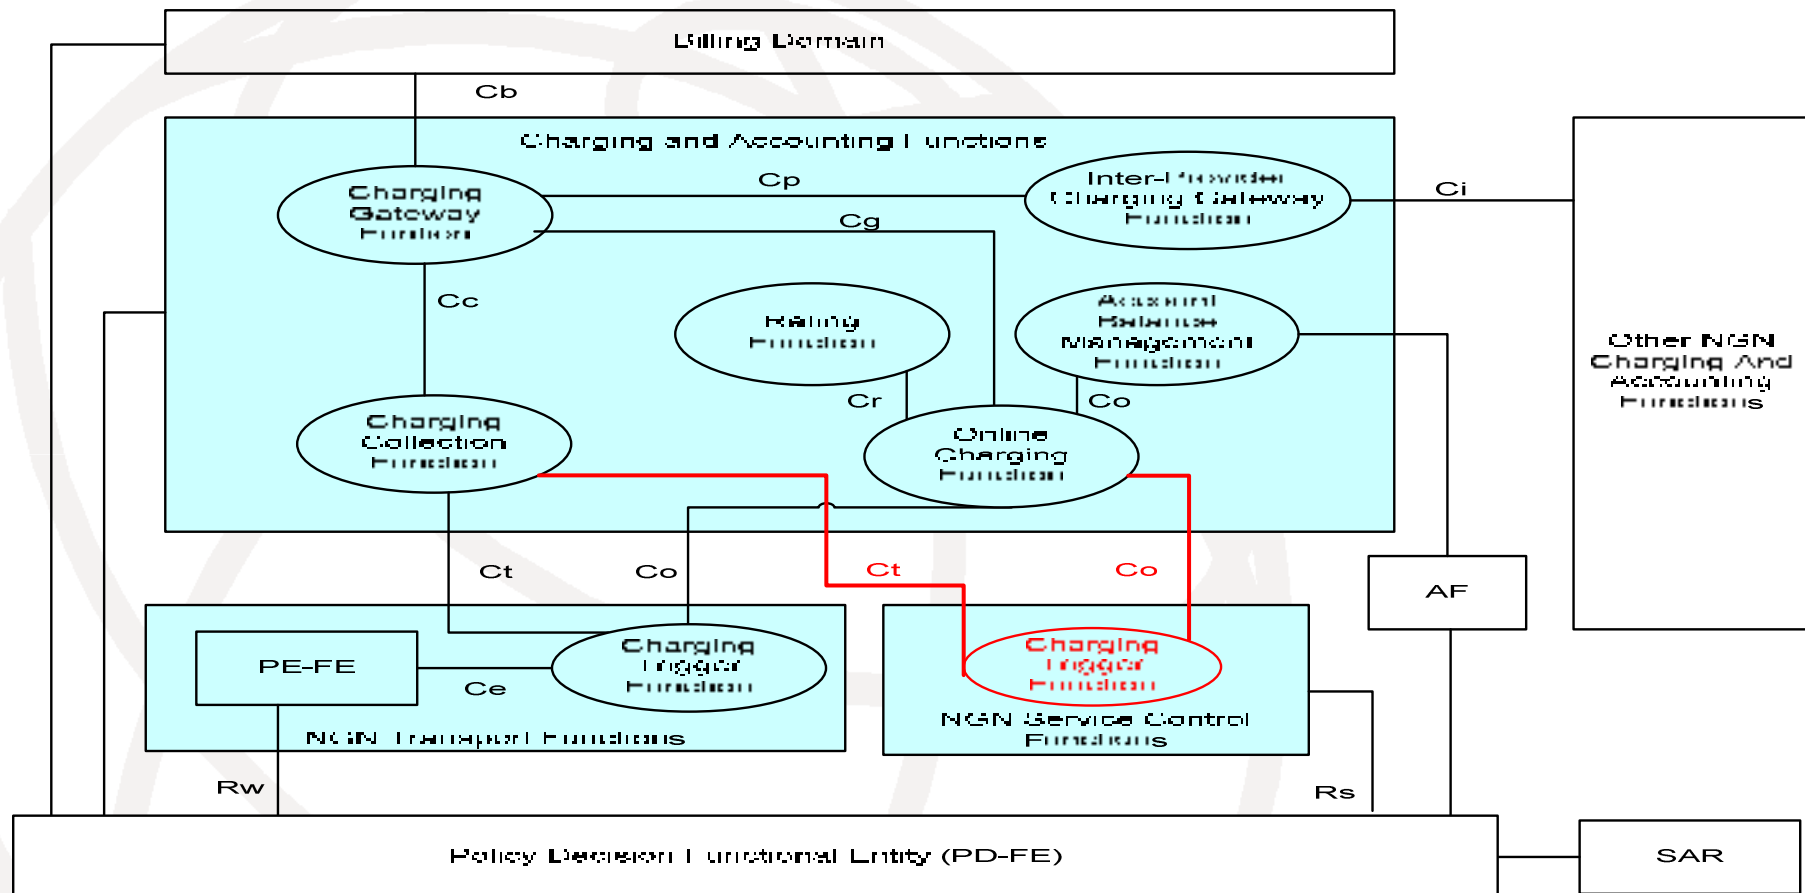 Billing Domain
Cb
Charging and Accounting Functions
Charging
Gateway
Function
Cp
Inter-Provider
Charging Gateway
Function
Ci
Cg
Cc
Rating
Function
Account
Balance
Management
Function
Other NGN
Charging And
Accounting
Functions
Cr
Co
Charging
Collection
Function
Online
Charging
Function
Ct
Co
Ct
Co
AF
PE-FE
Ce
Charging
Trigger
Function
Charging
Trigger
Function
NGN Transport Functions
NGN Service Control
Functions
Rw
Rs
Policy Decision Functional Entity (PD-FE)
SAR